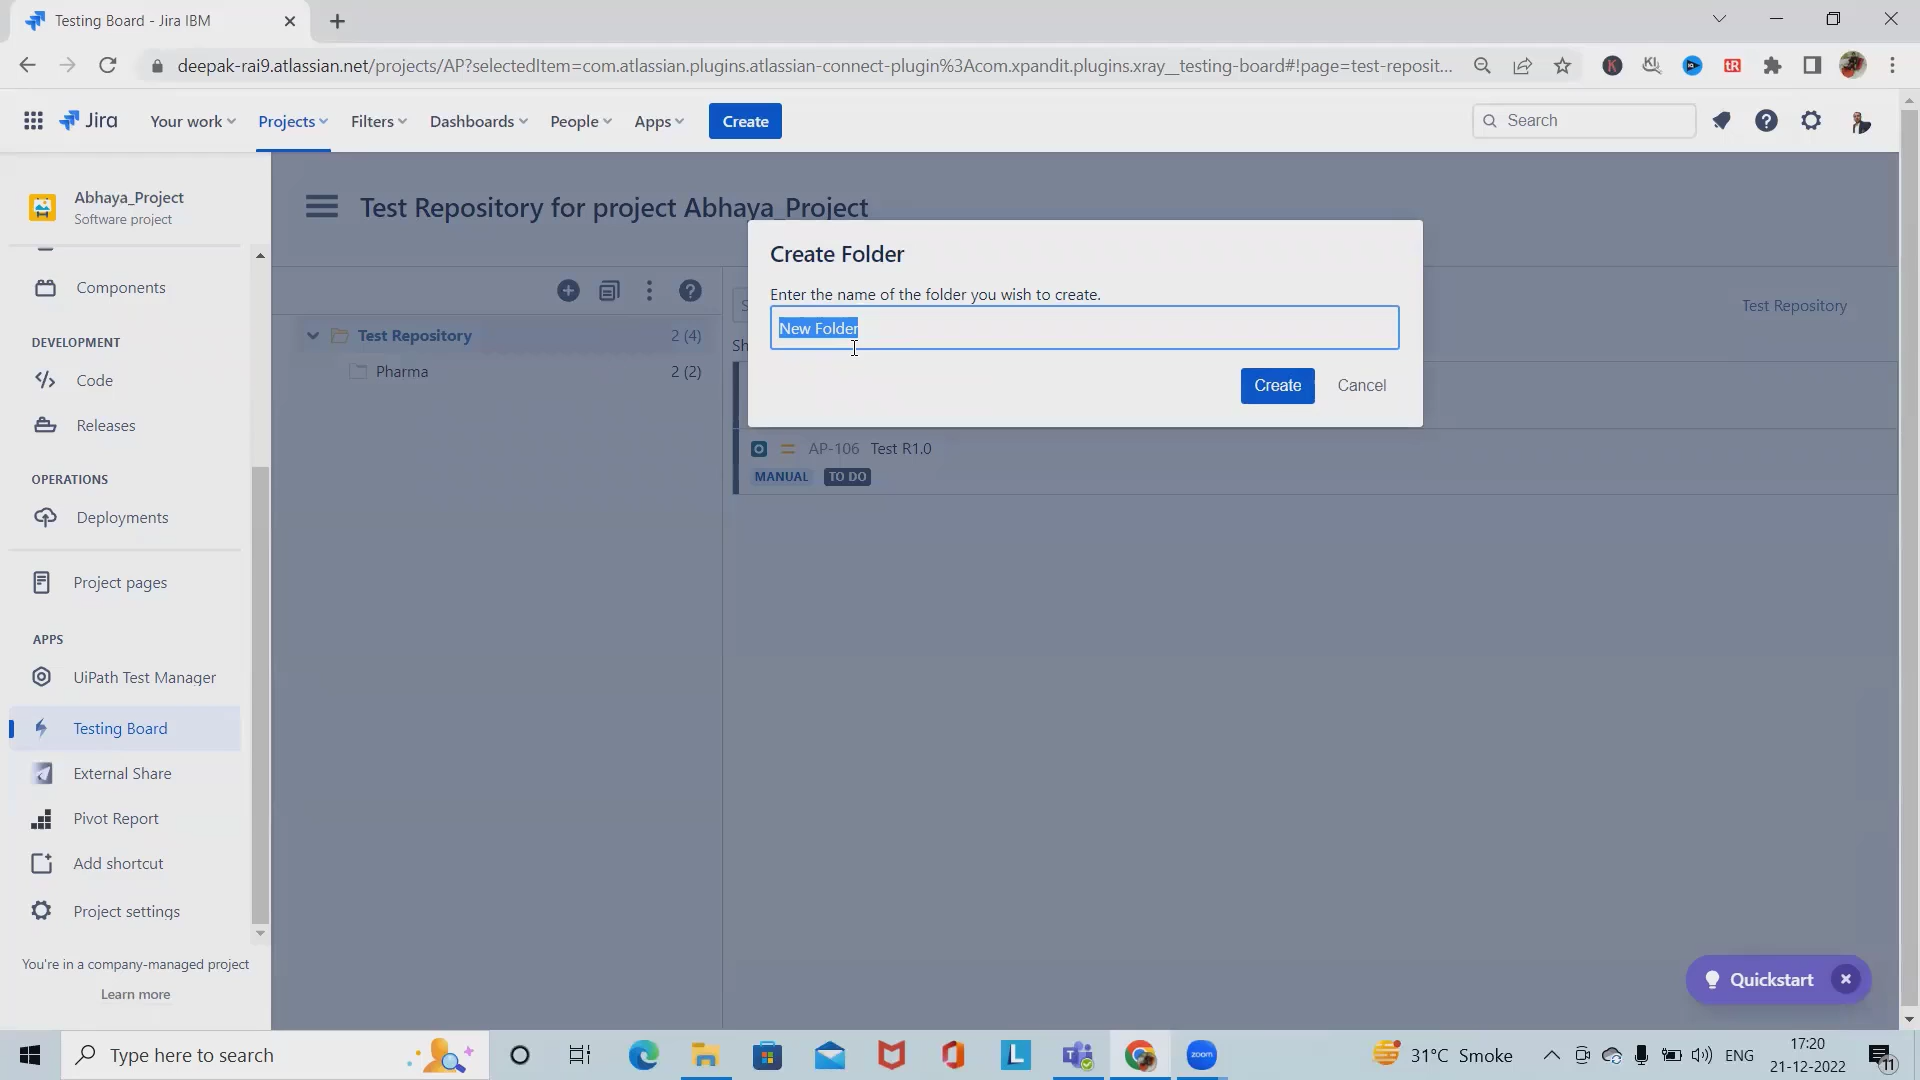 Testing Board - Jira IBM
deepak-rai9.atlassian.net/projects/AP?selectedItem=com.atlassian.plugins.atlassian-connect-plugin%3Acom.xpandit.plugins.xray__testing-board#!page=test-reposit...
Jira
Your work
Projects
Filters
Dashboards
People
Apps
Create
Search
Abhaya_Project
Software project
Components
DEVELOPMENT
Code
Releases
OPERATIONS
Deployments
Project pages
APPS
UiPath Test Manager
Testing Board
External Share
Pivot Report
Add shortcut
Project settings
You're in a company-managed project
Learn more
Test Repository for project Abhaya_Project
Test Repository 2 (4)
Pharma 2 (2)
Create Folder
Enter the name of the folder you wish to create.
New Folder
Create
Cancel
Test Repository
AP-106 Test R1.0
MANUAL TO DO
Quickstart
Type here to search
zoom
31°C Smoke
ENG
17:20
21-12-2022
11